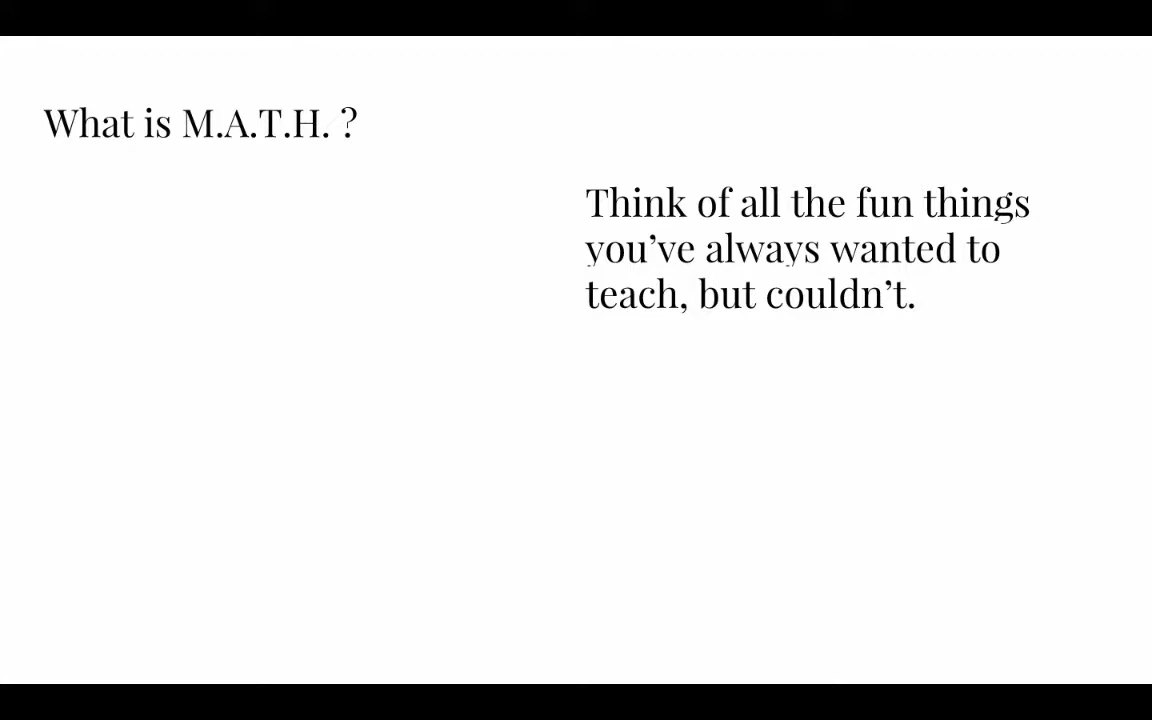 What is M.A.T.H. ?
Think of all the fun things
you’ve always wanted to
teach, but couldn’t.